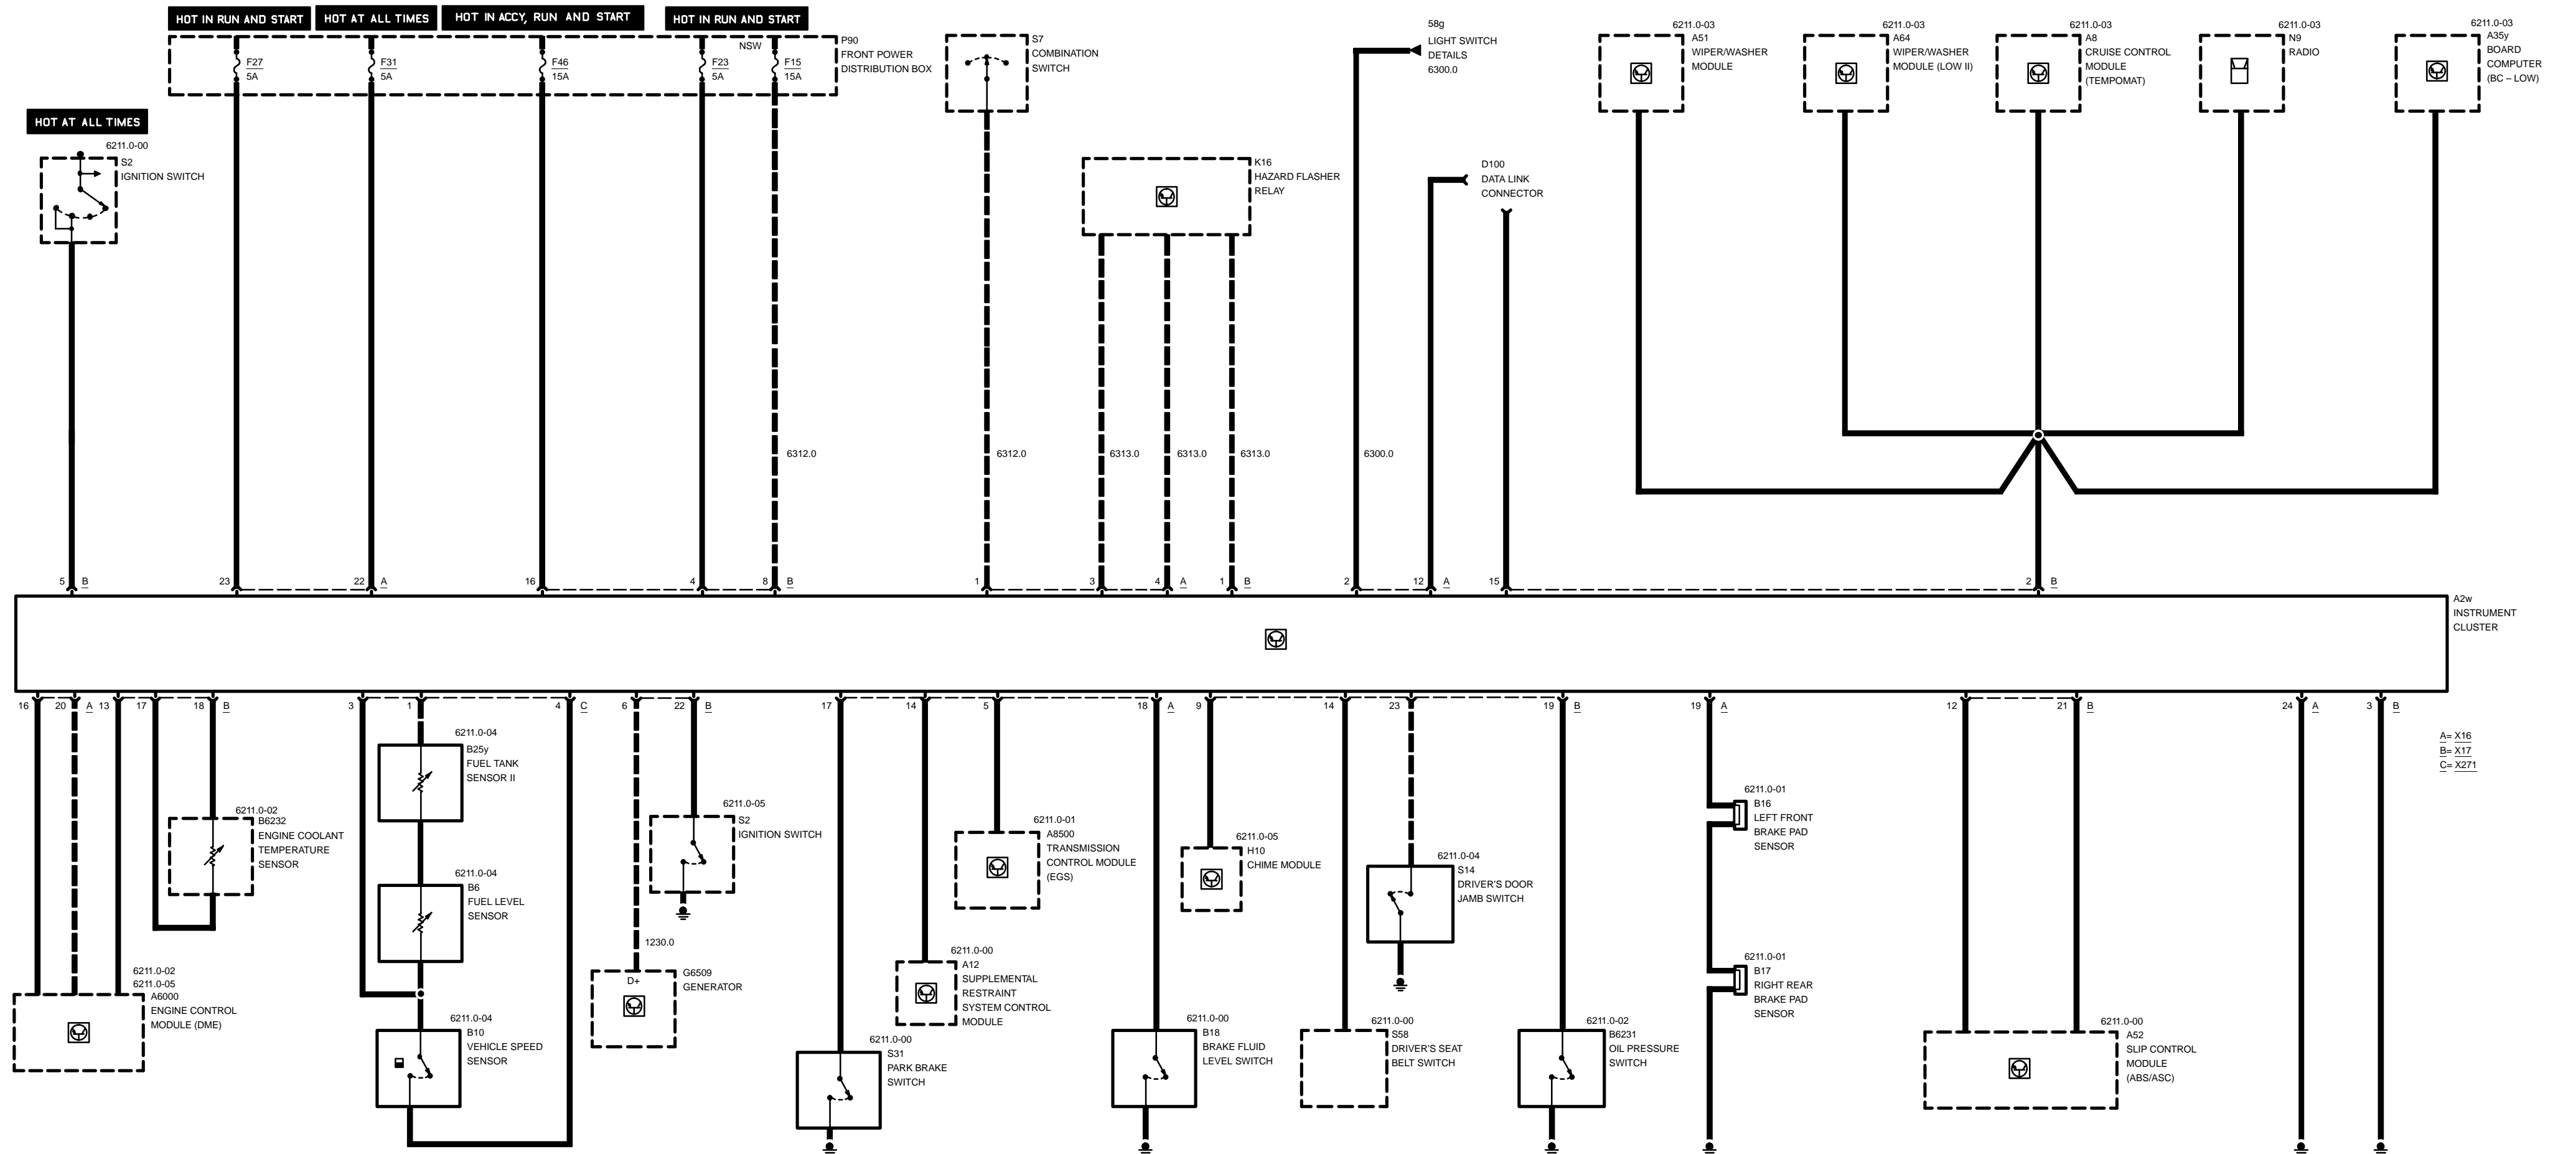 HOT IN RUN AND START
HOT AT ALL TIMES
HOT IN ACCY, RUN AND START
HOT IN RUN AND START
F27
5A
F31
5A
F46
15A
F23
5A
NSW
F15
15A
P90
FRONT POWER
DISTRIBUTION BOX
S7
COMBINATION
SWITCH
58g
LIGHT SWITCH
DETAILS
6300.0
6211.0-03
A51
WIPER/WASHER
MODULE
6211.0-03
A64
WIPER/WASHER
MODULE (LOW II)
6211.0-03
A8
CRUISE CONTROL
MODULE
(TEMPOMAT)
6211.0-03
N9
RADIO
6211.0-03
A35y
BOARD
COMPUTER
(BC – LOW)
HOT AT ALL TIMES
6211.0-00
S2
IGNITION SWITCH
K16
HAZARD FLASHER
RELAY
D100
DATA LINK
CONNECTOR
6312.0
6312.0
6313.0
6313.0
6313.0
6300.0
5 B
23
22 A
16
4
8 B
1
3
4 A
1 B
2
12 A
15
2 B
A2w
INSTRUMENT
CLUSTER
16
20 A
13
17
18 B
3
1
4 C
6
22 B
17
14
5
18 A
9
14
23
19 B
19 A
12
21 B
24 A
3 B
A= X16
B= X17
C= X271
6211.0-04
B25y
FUEL TANK
SENSOR II
6211.0-02
B6232
ENGINE COOLANT
TEMPERATURE
SENSOR
6211.0-04
B6
FUEL LEVEL
SENSOR
6211.0-05
S2
IGNITION SWITCH
6211.0-01
A8500
TRANSMISSION
CONTROL MODULE
(EGS)
6211.0-05
H10
CHIME MODULE
6211.0-04
S14
DRIVER'S DOOR
JAMB SWITCH
6211.0-01
B16
LEFT FRONT
BRAKE PAD
SENSOR
6211.0-02
6211.0-05
A6000
ENGINE CONTROL
MODULE (DME)
6211.0-04
B10
VEHICLE SPEED
SENSOR
1230.0
D+
G6509
GENERATOR
6211.0-00
A12
SUPPLEMENTAL
RESTRAINT
SYSTEM CONTROL
MODULE
6211.0-00
S31
PARK BRAKE
SWITCH
6211.0-00
B18
BRAKE FLUID
LEVEL SWITCH
6211.0-00
S58
DRIVER'S SEAT
BELT SWITCH
6211.0-02
B6231
OIL PRESSURE
SWITCH
6211.0-01
B17
RIGHT REAR
BRAKE PAD
SENSOR
6211.0-00
A52
SLIP CONTROL
MODULE
(ABS/ASC)